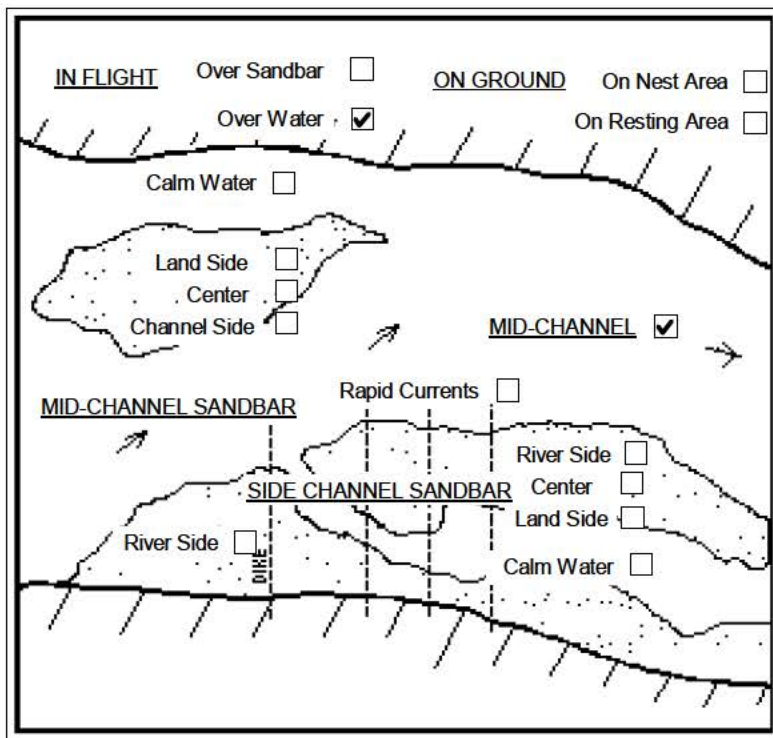 IN FLIGHT
Over Sandbar
ON GROUND
On Nest Area
Over Water
On Resting Area
Calm Water
Land Side
Center
Channel Side
MID-CHANNEL
Rapid Currents
MID-CHANNEL SANDBAR
River Side
SIDE CHANNEL SANDBAR
Center
Land Side
River Side
DIKE
Calm Water